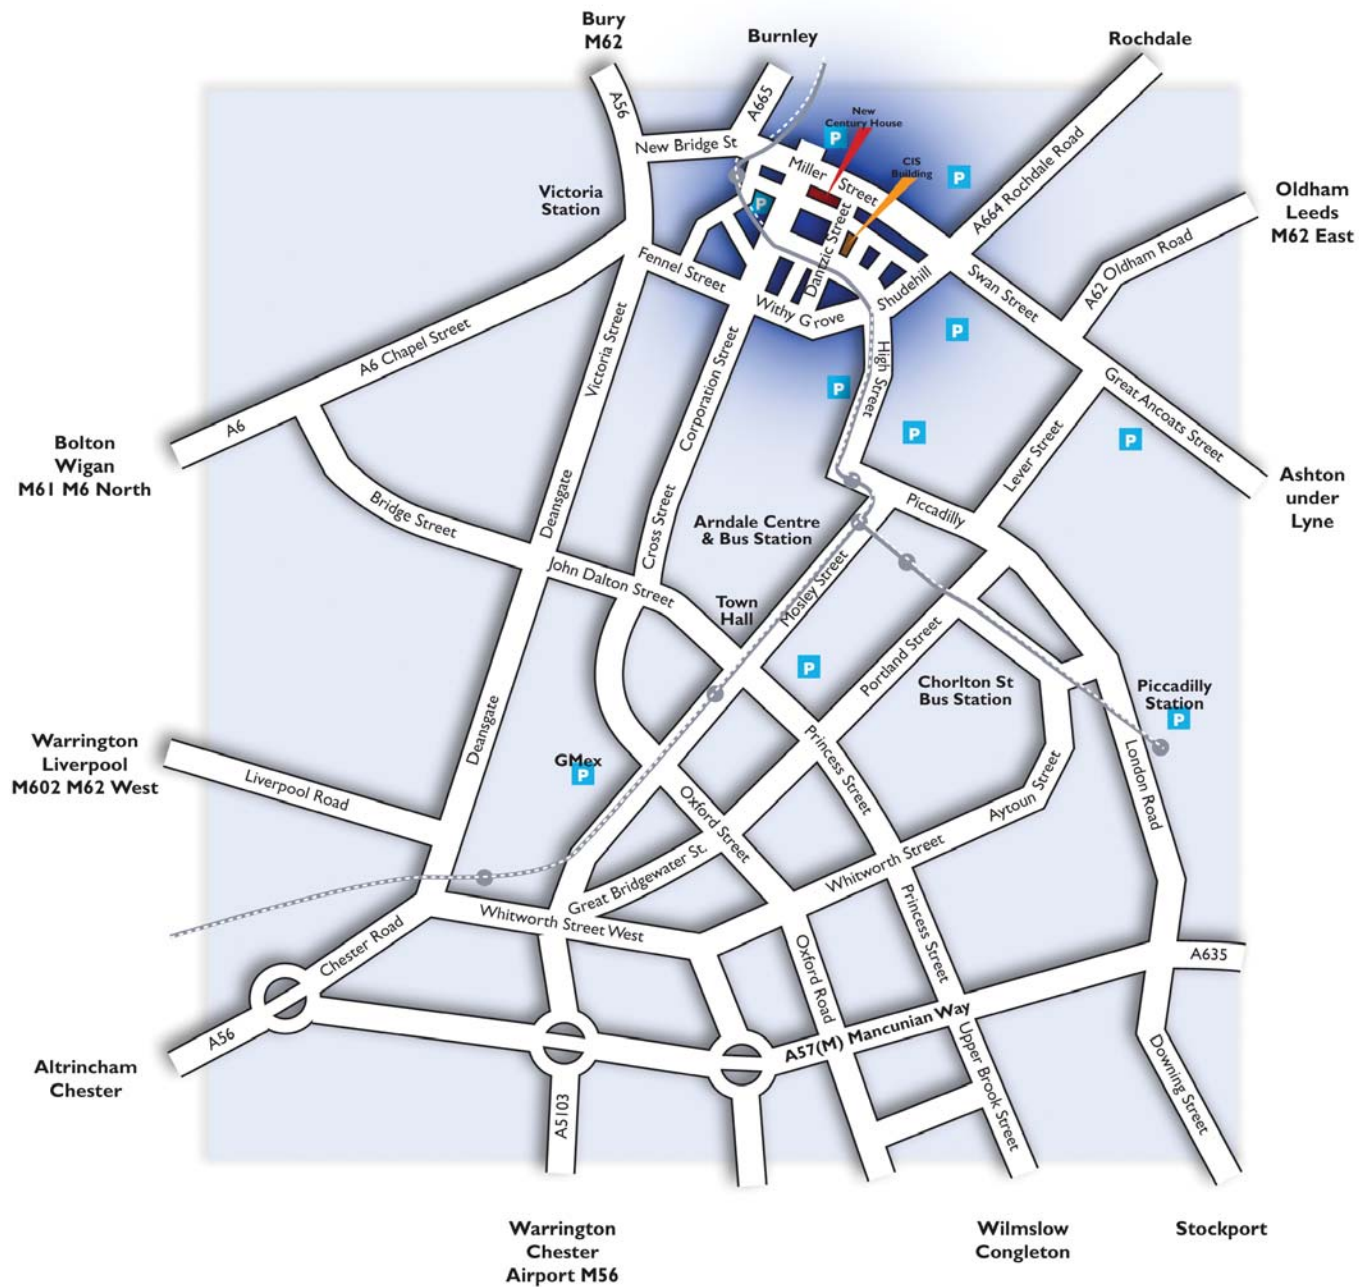 Bury
M62
Burnley
Rochdale
A56
A665
New Bridge St
New
Century House
P
Miller Street
CIS
Building
P
A664 Rochdale Road
Victoria
Station
P
Oldham
Leeds
M62 East
Dantzic Street
A62 Oldham Road
Fennel Street
Withy Grove
Shudehill
Swan Street
A6 Chapel Street
Victoria Street
P
High Street
Corporation Street
P
Great Ancoats Street
A6
P
P
Lever Street
Bolton
Wigan
M61 M6 North
Ashton
under
Lyne
Bridge Street
Deansgate
Cross Street
Arndale Centre
& Bus Station
Piccadilly
John Dalton Street
Mosley Street
Town
Hall
Portland Street
P
Chorlton St
Bus Station
Piccadilly
Station
P
Warrington
Liverpool
M602 M62 West
Deansgate
GMex
P
Princess Street
London Road
Liverpool Road
Oxford Street
Aytoun Street
Great Bridgewater St.
Whitworth Street
Whitworth Street West
Princess Street
Chester Road
Oxford Road
A635
A56
A57(M) Mancunian Way
Upper Brook Street
Downing Street
Altrincham
Chester
A5103
Warrington
Chester
Airport M56
Wilmslow
Congleton
Stockport